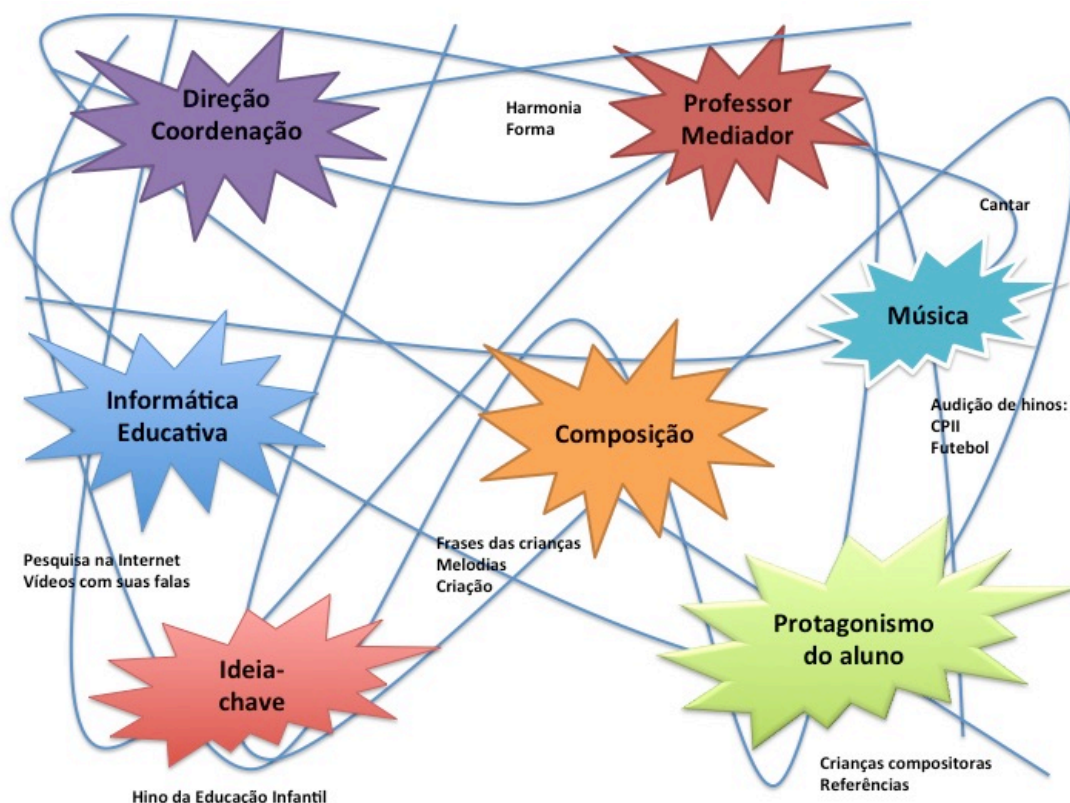 Direção
Coordenação
Harmonia
Forma
Professor
Mediador
Cantar
Música
Informática
Educativa
Composição
Audição de hinos:
CPII
Futebol
Pesquisa na Internet
Vídeos com suas falas
Frases das crianças
Melodias
Criação
Ideia-
chave
Protagonismo
do aluno
Crianças compositoras
Referências
Hino da Educação Infantil